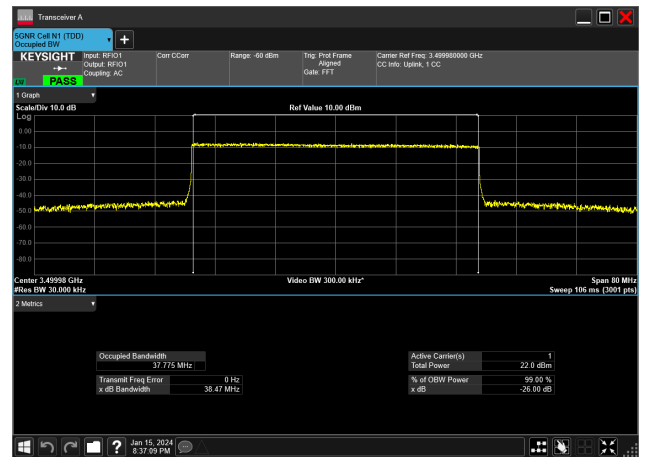 Transceiver A
5GNR Cell N1 (TDD)
Occupied BW
KEYSIGHT
LXI
PASS
Input: RFIO1
Output: RFIO1
Coupling: AC
Corr CCorr
Range: -60 dBm
Trig: Prot Frame
Aligned
Gate: FFT
Carrier Ref Freq: 3.499980000 GHz
CC Info: Uplink, 1 CC
1 Graph
Scale/Div 10.0 dB
Ref Value 10.00 dBm
Log
0.00
-10.0
-20.0
-30.0
-40.0
-50.0
-60.0
-70.0
-80.0
Center 3.49998 GHz
Video BW 300.00 kHz*
Span 80 MHz
#Res BW 30.000 kHz
Sweep 106 ms (3001 pts)
2 Metrics
Occupied Bandwidth
37.775 MHz
Active Carrier(s) 1
Total Power 22.0 dBm
Transmit Freq Error 0 Hz
x dB Bandwidth 38.47 MHz
% of OBW Power 99.00 %
x dB -26.00 dB
?
Jan 15, 2024
8:37:09 PM